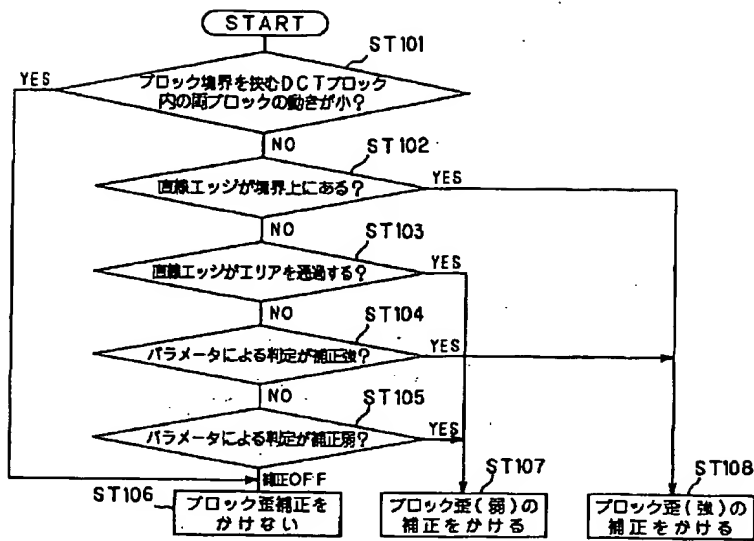 START
ST101
YES
ブロック境界を挟むDCTブロック
内の両ブロックの動きが小?
NO
ST102
直線エッジが境界上にある?
YES
NO
ST103
直線エッジがエリアを通過する?
YES
NO
ST104
パラメータによる判定が補正強?
YES
NO
ST105
パラメータによる判定が補正弱?
YES
補正OFF
ST106
ブロック歪補正を
かけない
ST107
ブロック歪(弱)の
補正をかける
ST108
ブロック歪(強)の
補正をかける